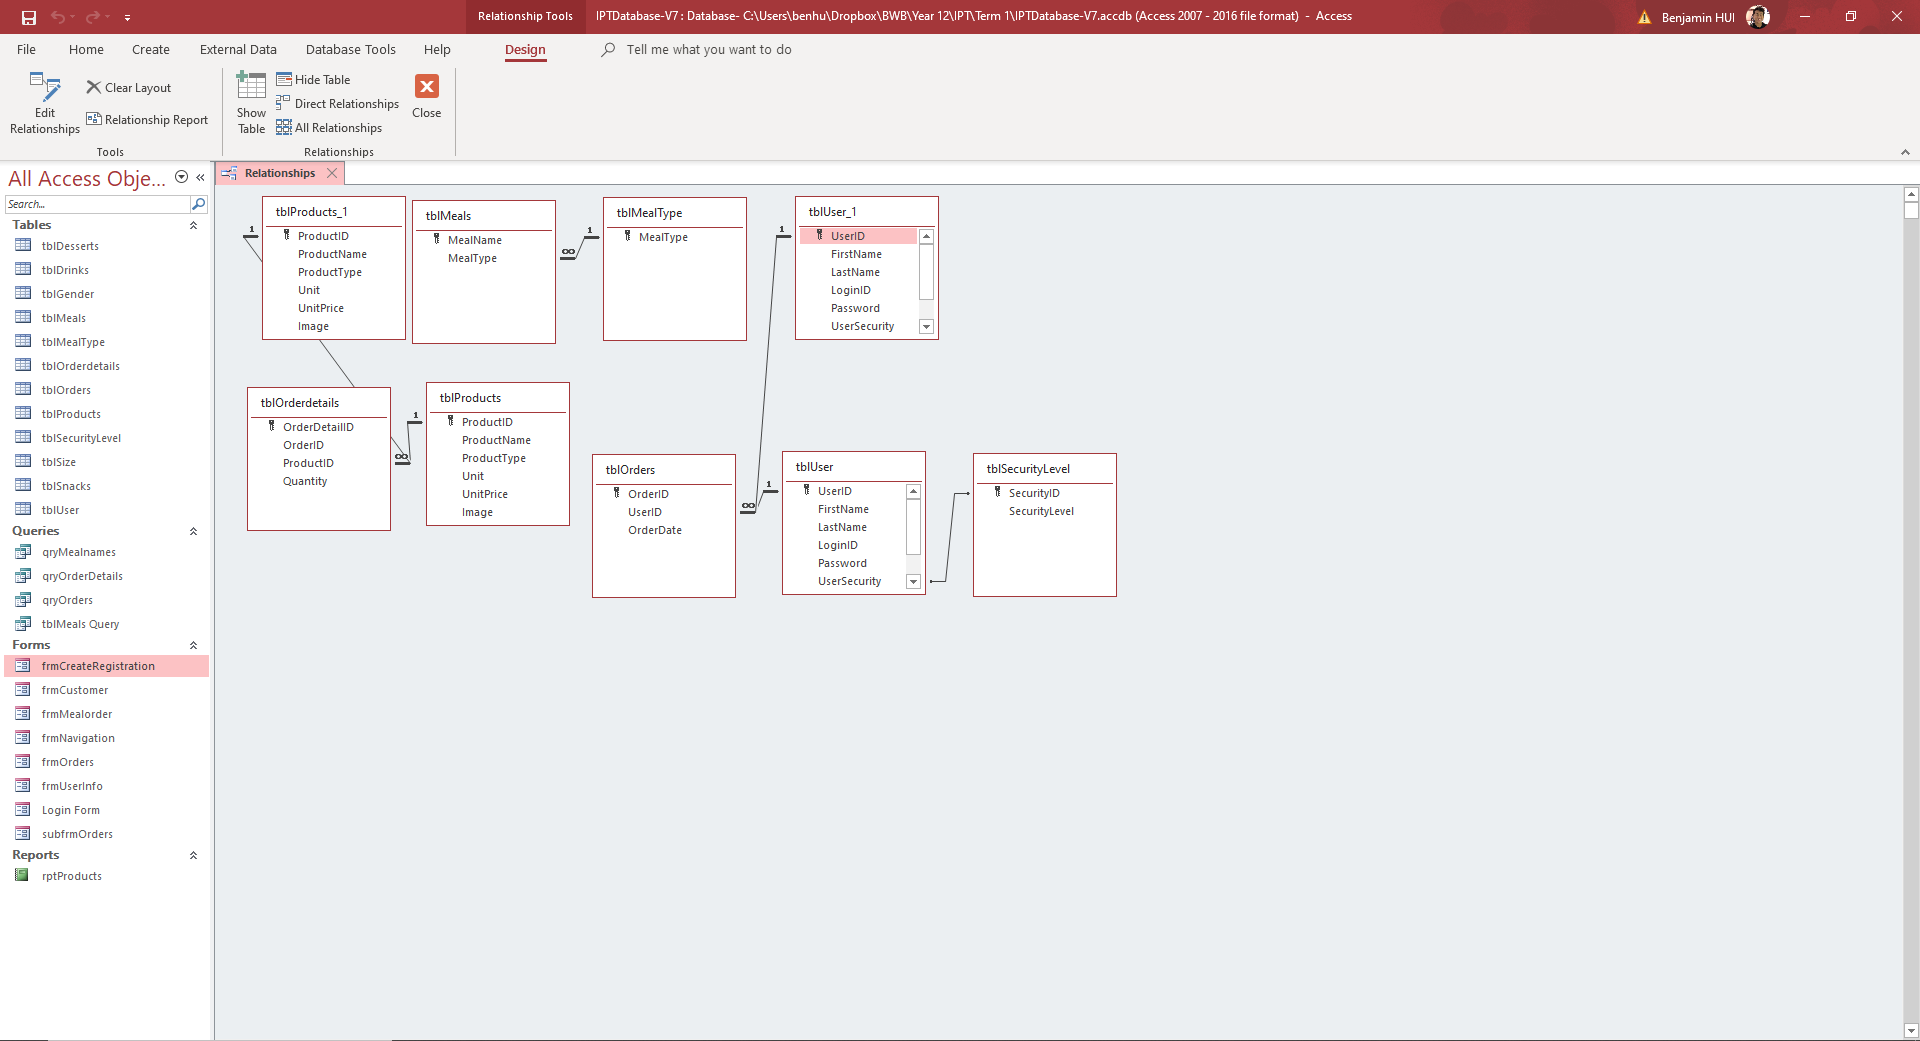 Relationship Tools
IPTDatabase-V7 : Database- C:\Users\benhu\Dropbox\BWB\Year 12\IPT\Term 1\IPTDatabase-V7.accdb (Access 2007 - 2016 file format) - Access
Benjamin HUI
File Home Create External Data Database Tools Help Design Tell me what you want to do
Edit Relationships
Clear Layout
Relationship Report
Tools
Show Table
Hide Table
Direct Relationships
All Relationships
Close
Relationships
All Access Obje...
Search...
Tables
tblDesserts
tblDrinks
tblGender
tblMeals
tblMealType
tblOrderdetails
tblOrders
tblProducts
tblSecurityLevel
tblSize
tblSnacks
tblUser
Queries
qryMealnames
qryOrderDetails
qryOrders
tblMeals Query
Forms
frmCreateRegistration
frmCustomer
frmMealorder
frmNavigation
frmOrders
frmUserInfo
Login Form
subfrmOrders
Reports
rptProducts
Relationships
tblProducts_1
1
ProductID
ProductName
ProductType
Unit
UnitPrice
Image
tblMeals
MealName
MealType
∞
1
tblMealType
MealType
1
tblUser_1
UserID
FirstName
LastName
LoginID
Password
UserSecurity
tblOrderdetails
OrderDetailID
OrderID
ProductID
Quantity
1
∞
tblProducts
ProductID
ProductName
ProductType
Unit
UnitPrice
Image
tblOrders
OrderID
UserID
OrderDate
1
∞
tblUser
UserID
FirstName
LastName
LoginID
Password
UserSecurity
tblSecurityLevel
SecurityID
SecurityLevel